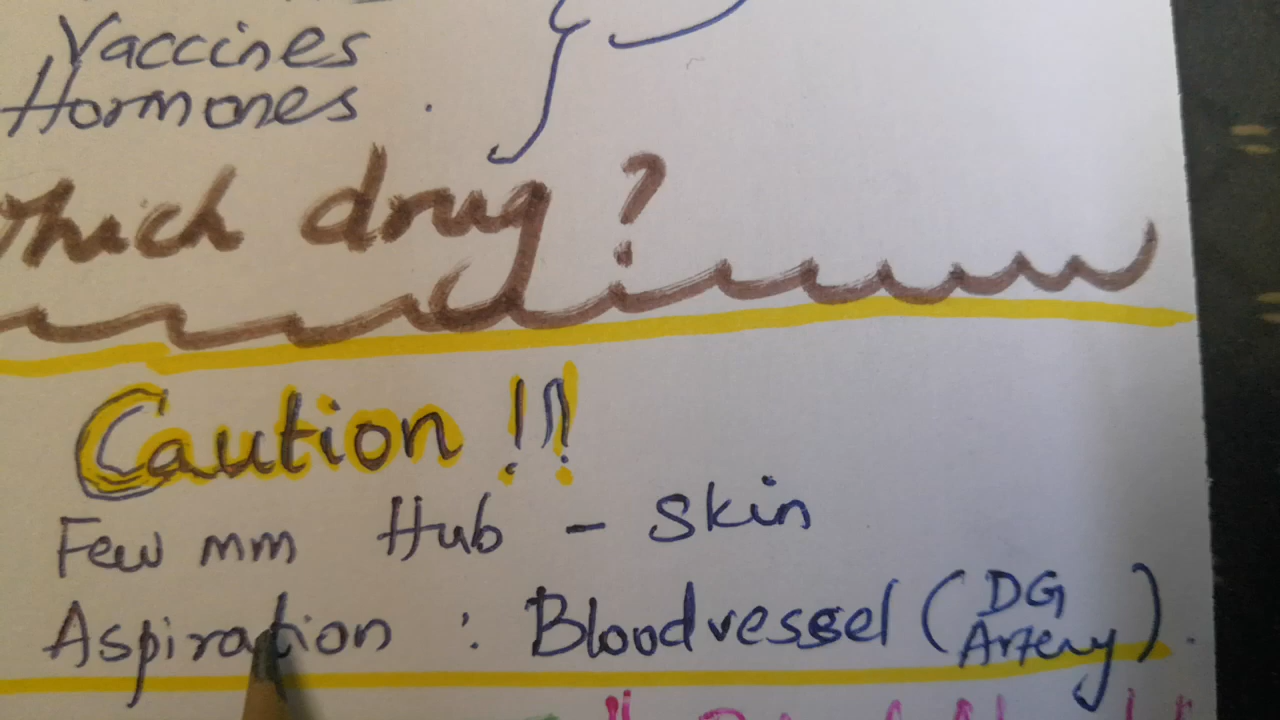 Vaccines
Hormones .
Which drug ?
Caution !!!
Few mm Hub - Skin
Aspiration : Bloodvessel (DG Artery).